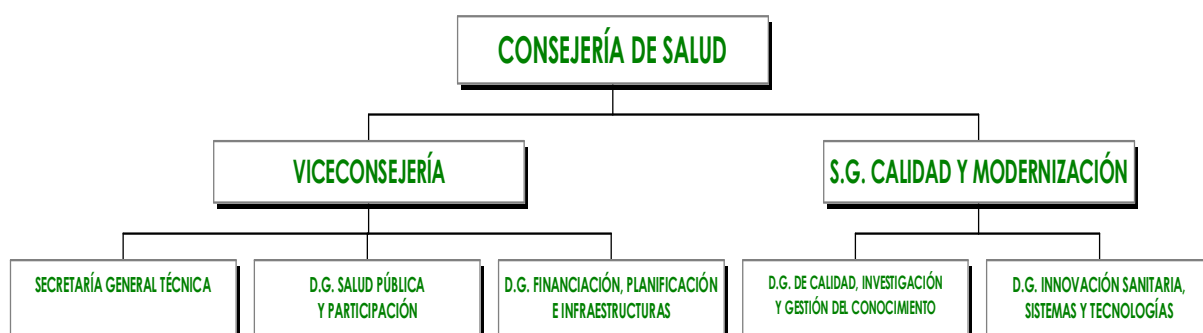 CONSEJERÍA DE SALUD
VICECONSEJERÍA
S.G. CALIDAD Y MODERNIZACIÓN
SECRETARÍA GENERAL TÉCNICA
D.G. SALUD PÚBLICA
Y PARTICIPACIÓN
D.G. FINANCIACIÓN, PLANIFICACIÓN
E INFRAESTRUCTURAS
D.G. DE CALIDAD, INVESTIGACIÓN
Y GESTIÓN DEL CONOCIMIENTO
D.G. INNOVACIÓN SANITARIA,
SISTEMAS Y TECNOLOGÍAS